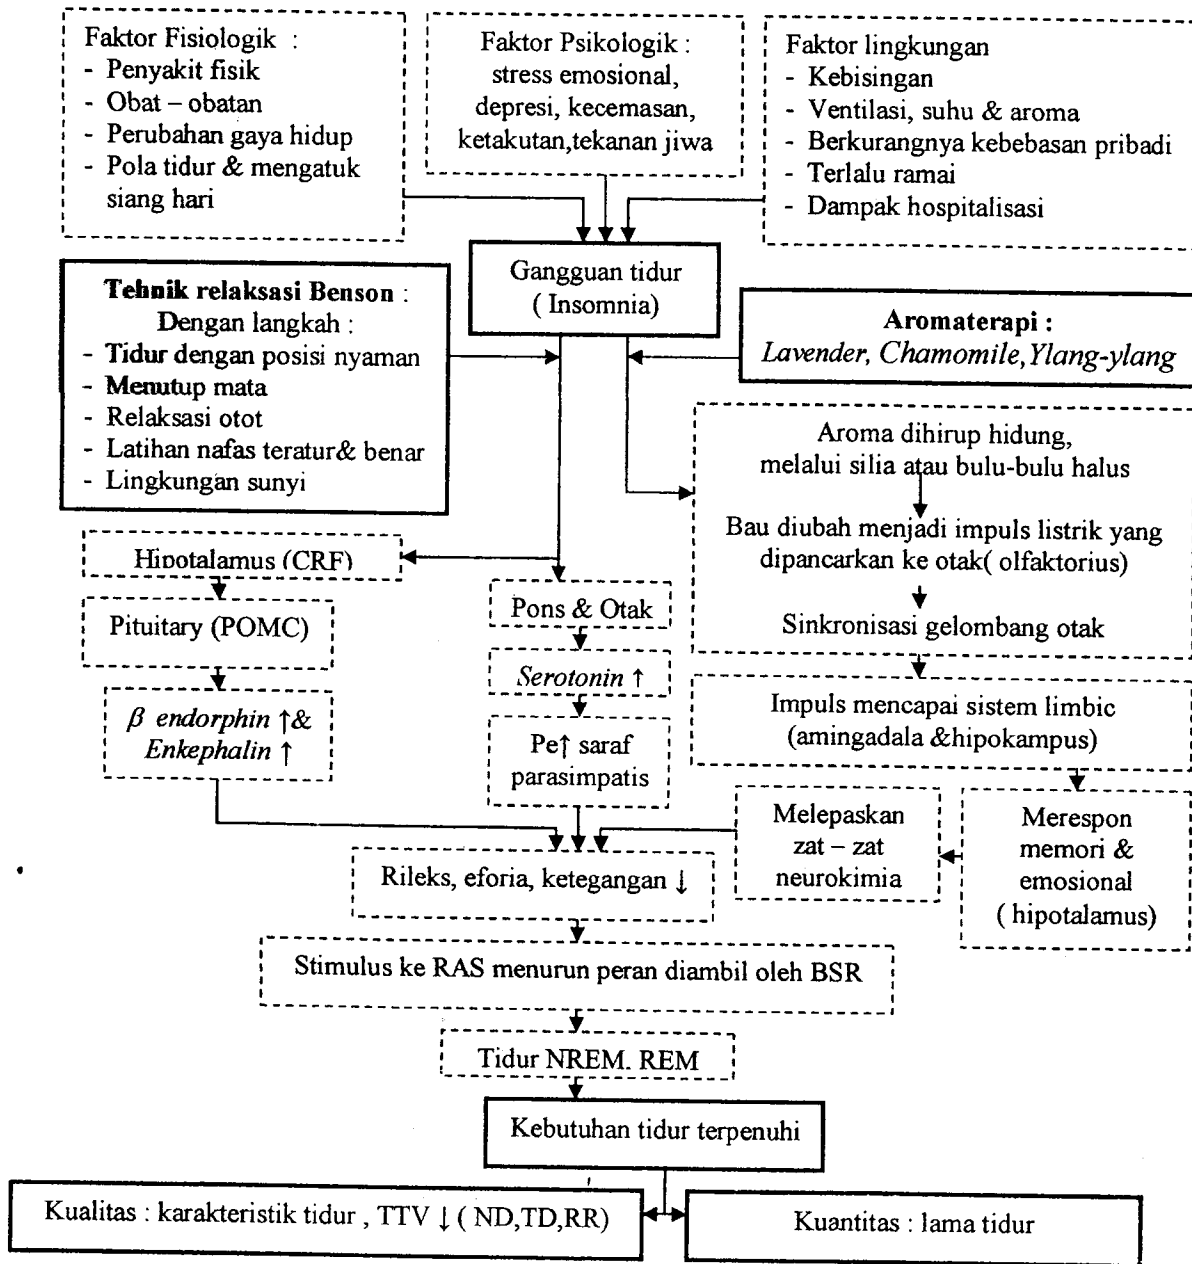 Faktor Fisiologik :
- Penyakit fisik
- Obat – obatan
- Perubahan gaya hidup
- Pola tidur & mengatuk
siang hari
Faktor Psikologik :
stress emosional,
depresi, kecemasan,
ketakutan,tekanan jiwa
Faktor lingkungan
- Kebisingan
- Ventilasi, suhu & aroma
- Berkurangnya kebebasan pribadi
- Terlalu ramai
- Dampak hospitalisasi
Gangguan tidur
( Insomnia)
Tehnik relaksasi Benson :
Dengan langkah :
- Tidur dengan posisi nyaman
- Menutup mata
- Relaksasi otot
- Latihan nafas teratur& benar
- Lingkungan sunyi
Aromaterapi :
Lavender, Chamomile,Ylang-ylang
Aroma dihirup hidung,
melalui silia atau bulu-bulu halus
Bau diubah menjadi impuls listrik yang
dipancarkan ke otak( olfaktorius)
Sinkronisasi gelombang otak
Hipotalamus (CRF)
Pituitary (POMC)
β endorphin ↑&
Enkephalin ↑
Pons & Otak
Serotonin ↑
Pe↑ saraf
parasimpatis
Impuls mencapai sistem limbic
(amingadala &hipokampus)
Merespon
memori &
emosional
( hipotalamus)
Melepaskan
zat – zat
neurokimia
Rileks, eforia, ketegangan ↓
Stimulus ke RAS menurun peran diambil oleh BSR
Tidur NREM. REM
Kebutuhan tidur terpenuhi
Kualitas : karakteristik tidur , TTV ↓ ( ND,TD,RR)
Kuantitas : lama tidur